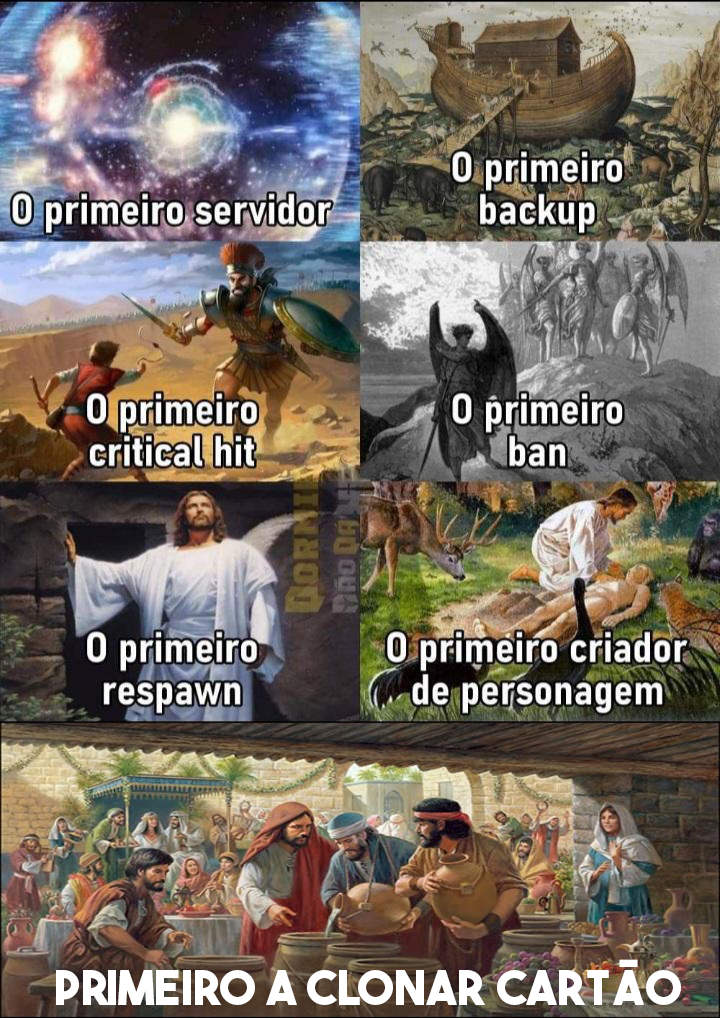 O primeiro servidor
O primeiro
backup
O primeiro
critical hit
O primeiro
ban
O primeiro
respawn
O primeiro criador
de personagem
PRIMEIRO A CLONAR CARTÃO